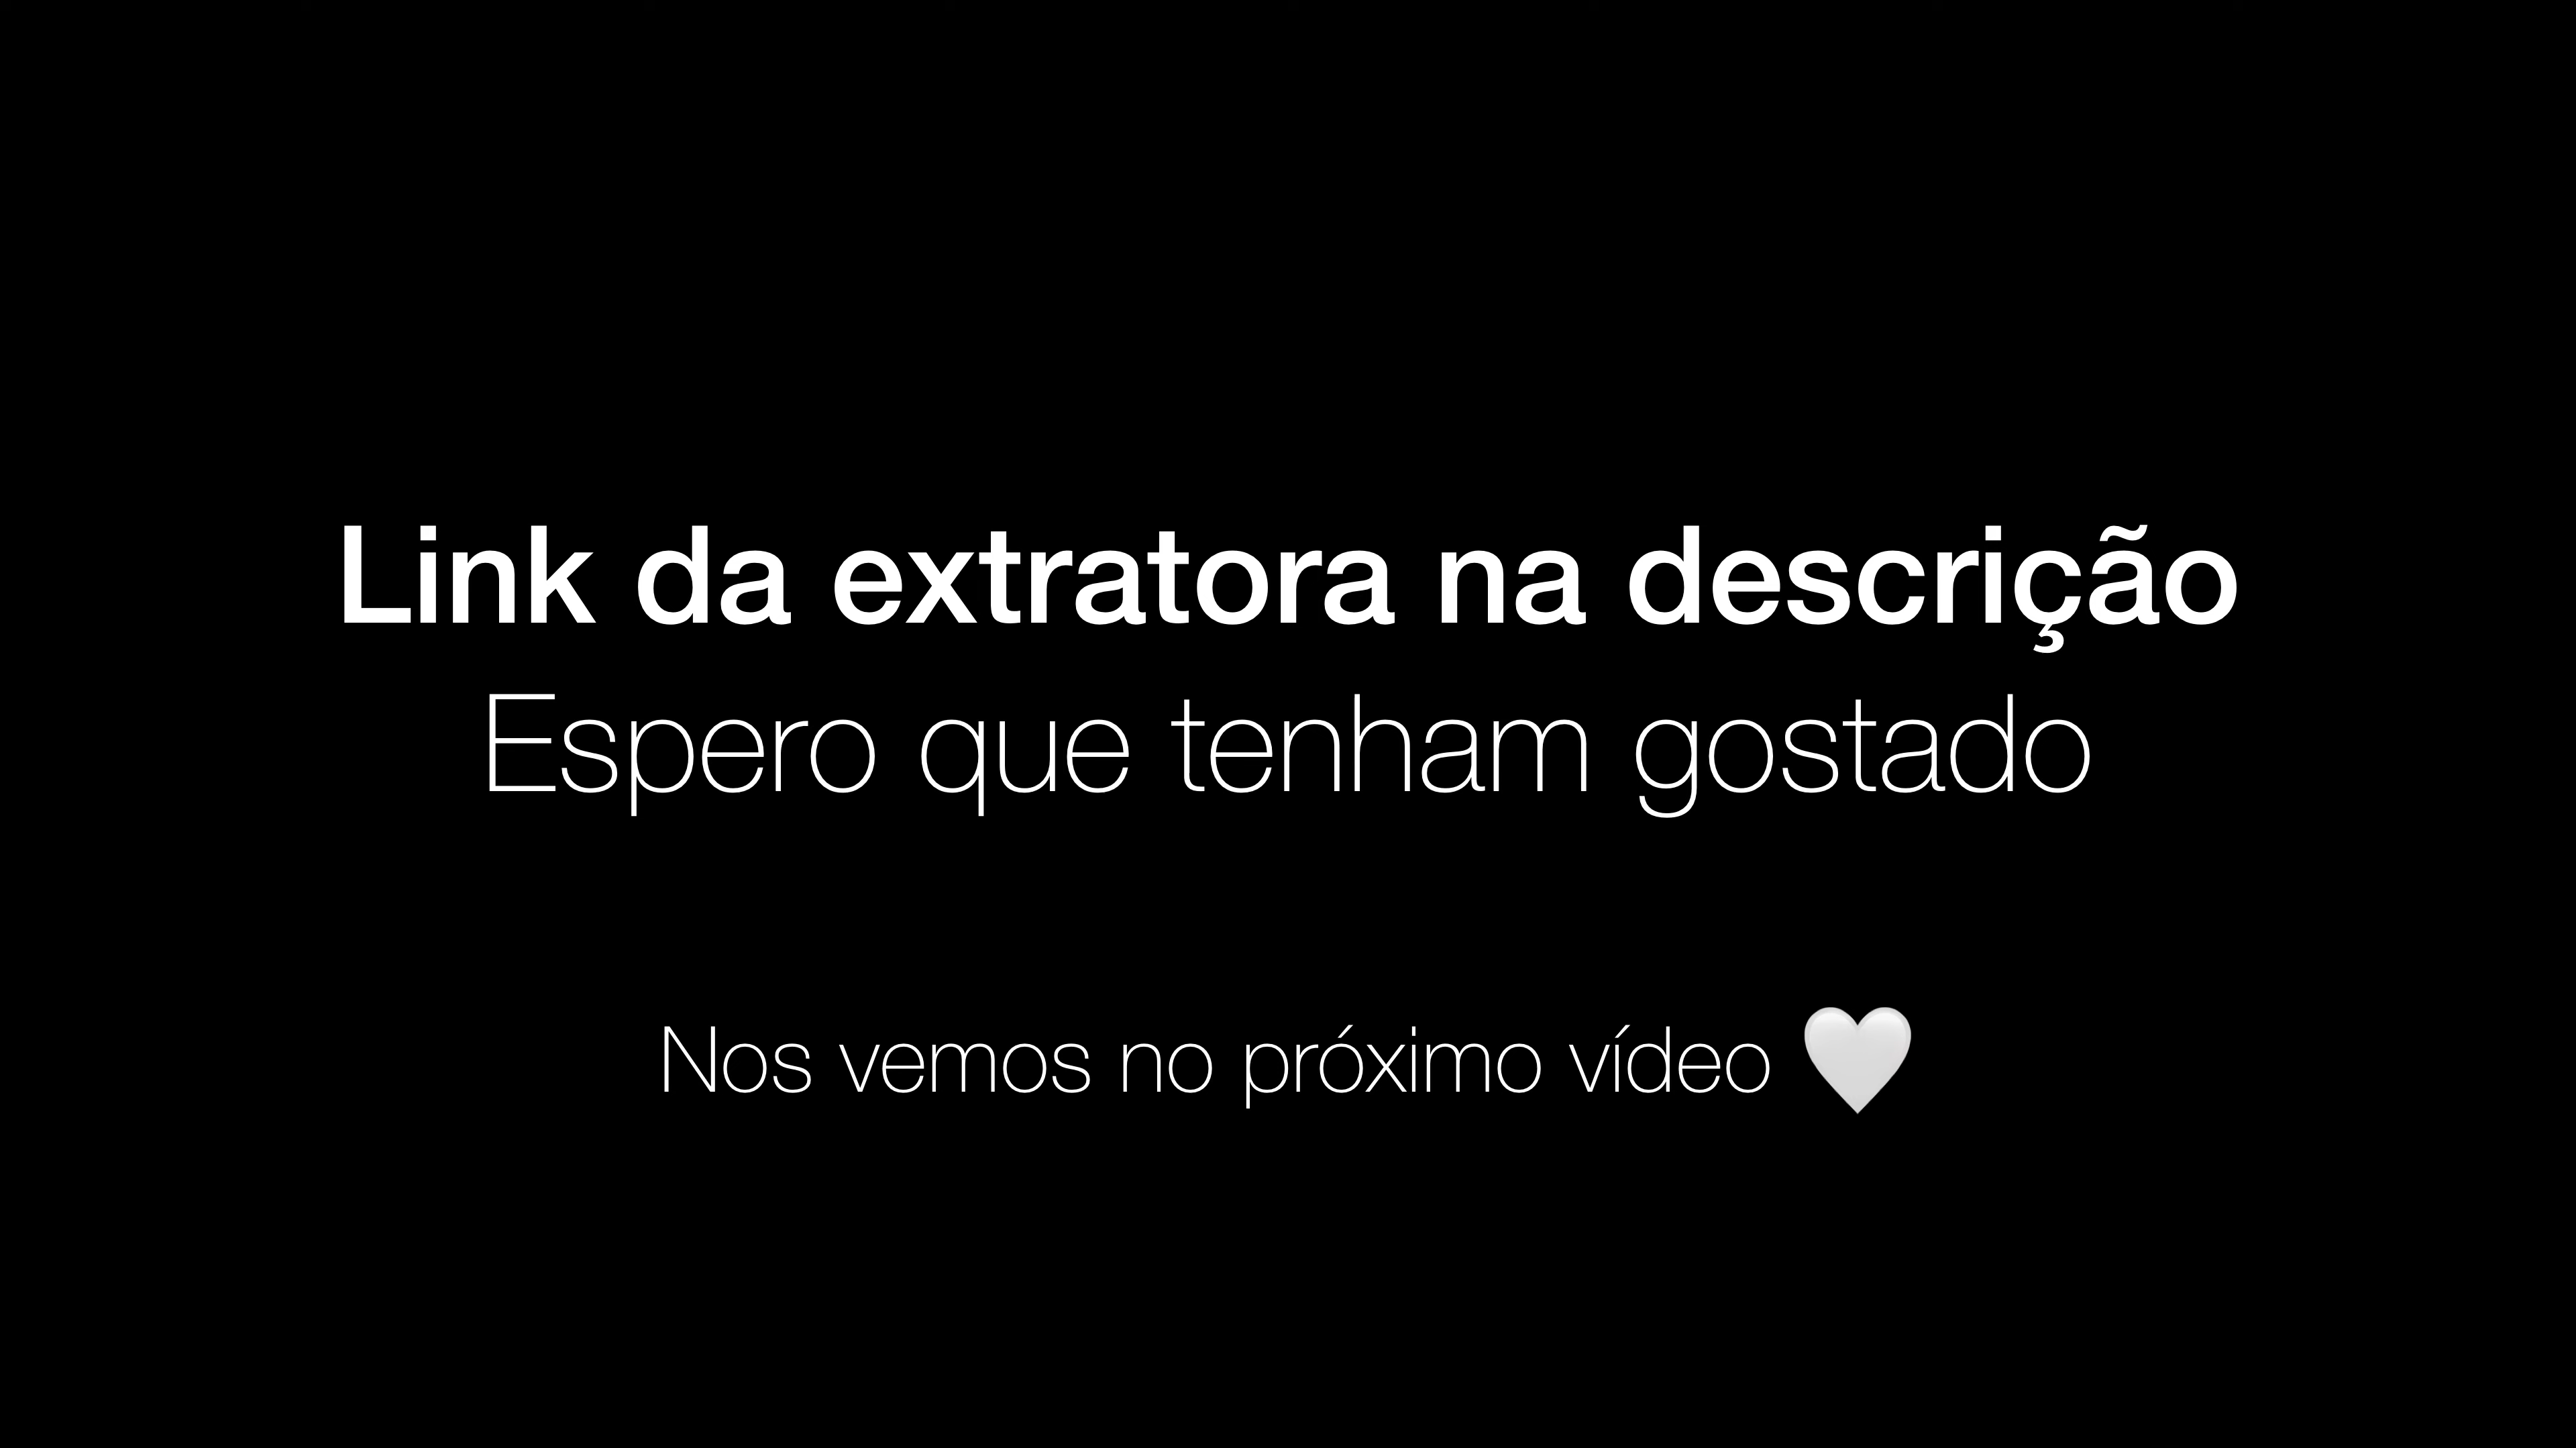 Link da extratora na descrição
Espero que tenham gostado
Nos vemos no próximo vídeo 🤍